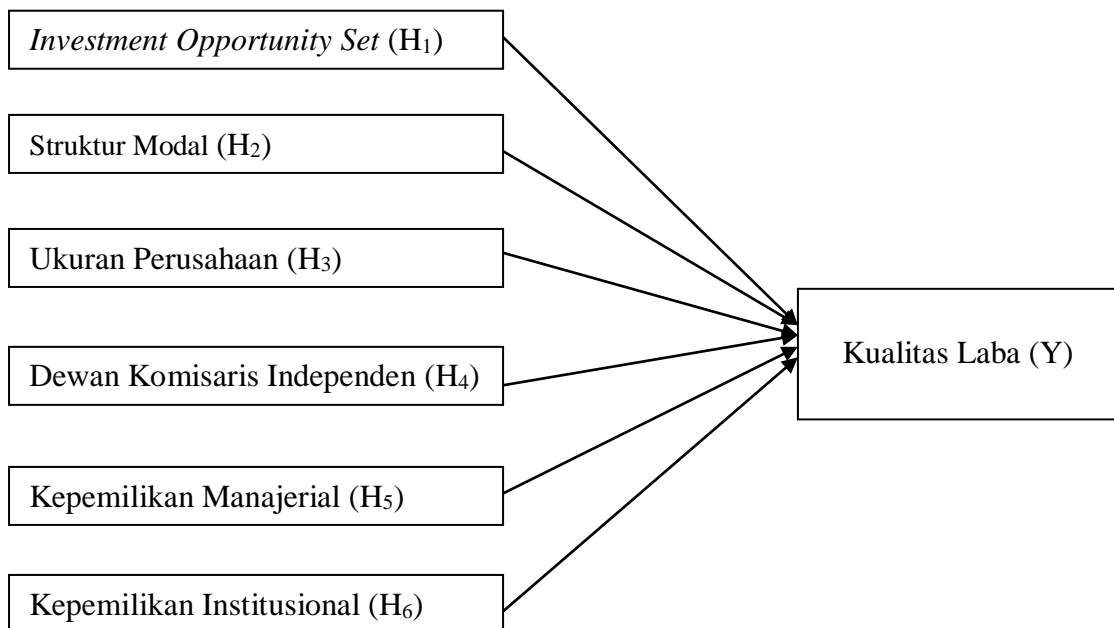 Investment Opportunity Set (H₁)
Struktur Modal (H₂)
Ukuran Perusahaan (H₃)
Dewan Komisaris Independen (H₄)
Kepemilikan Manajerial (H₅)
Kepemilikan Institusional (H₆)
Kualitas Laba (Y)